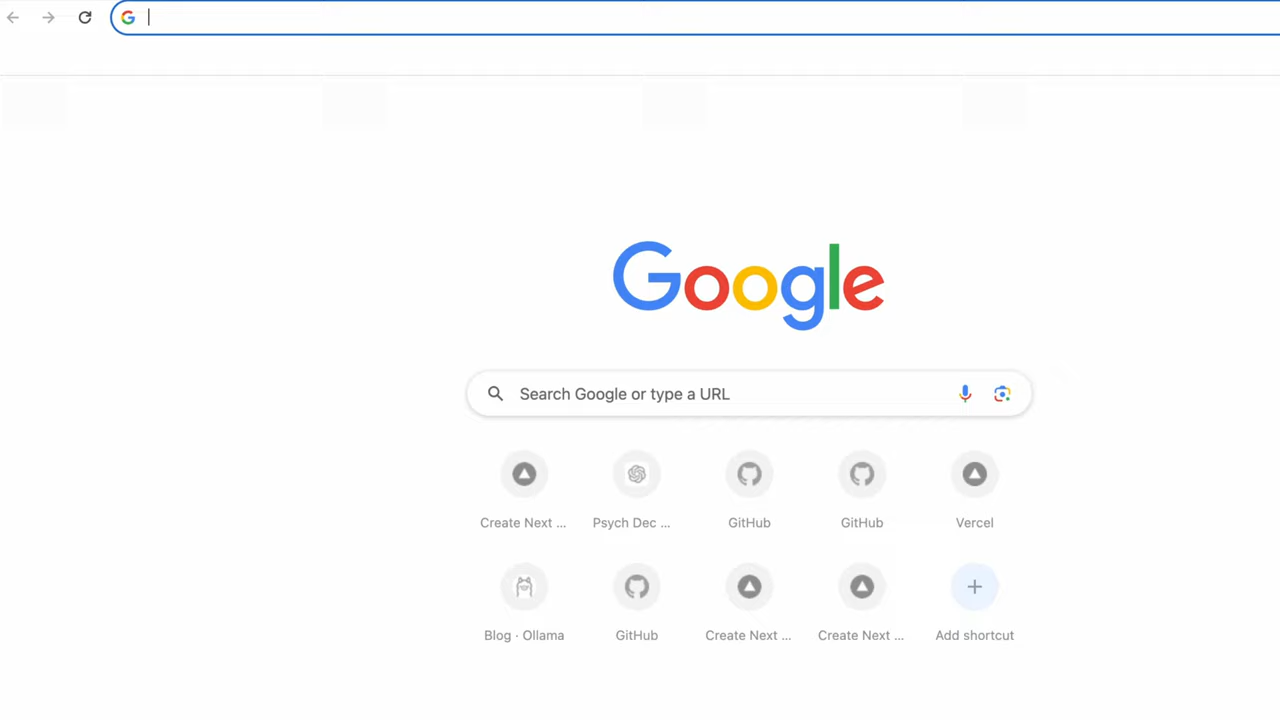 Google
Search Google or type a URL
Create Next ...
Psych Dec ...
GitHub
GitHub
Vercel
Blog · Ollama
GitHub
Create Next ...
Create Next ...
Add shortcut